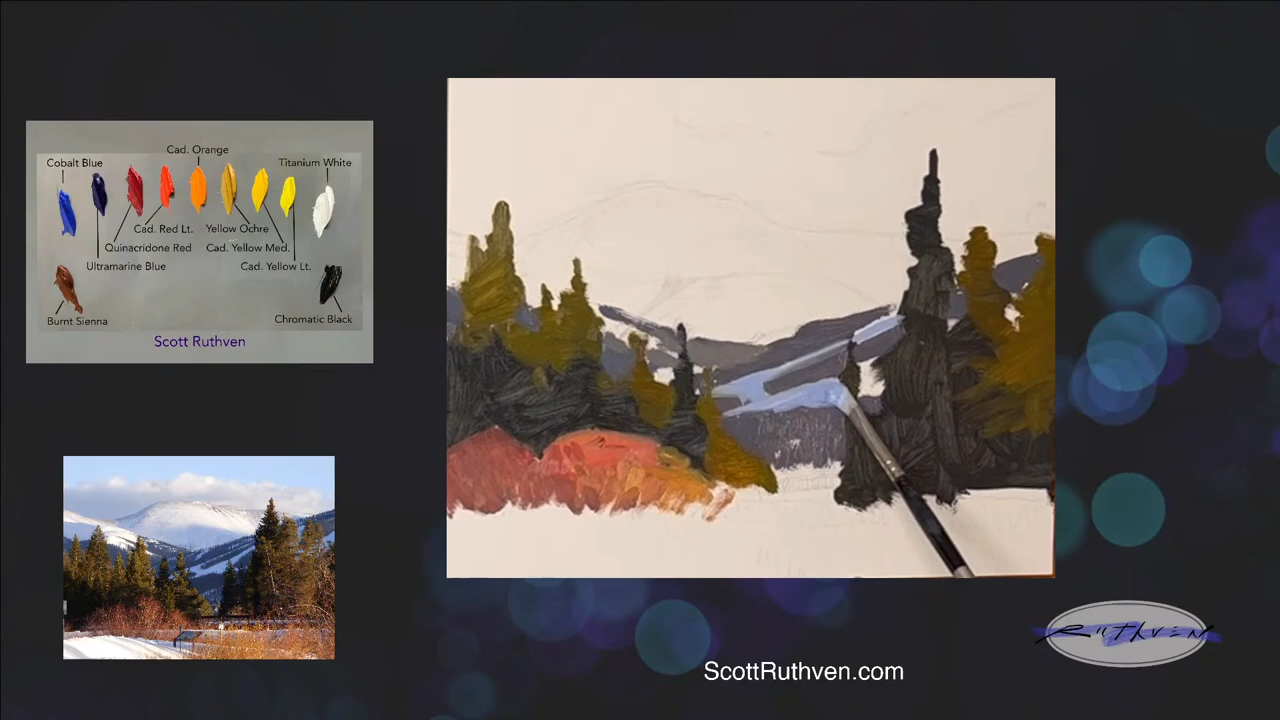 Cad. Orange
Cobalt Blue
Titanium White
Cad. Red Lt.
Yellow Ochre
Quinacridone Red
Cad. Yellow Med.
Ultramarine Blue
Cad. Yellow Lt.
Burnt Sienna
Chromatic Black
Scott Ruthven
RUTHVEN
ScottRuthven.com